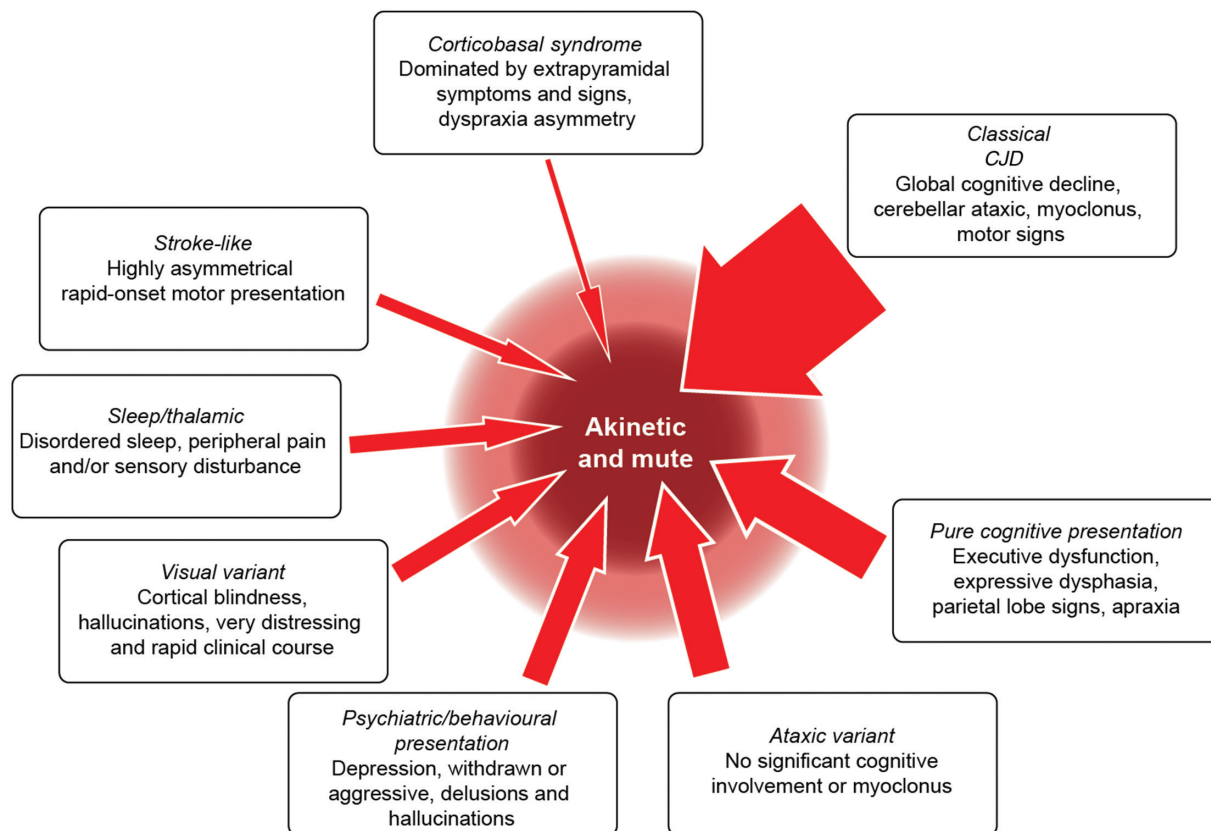 Corticobasal syndrome
Dominated by extrapyramidal
symptoms and signs,
dyspraxia asymmetry
Classical
CJD
Global cognitive decline,
cerebellar ataxic, myoclonus,
motor signs
Stroke-like
Highly asymmetrical
rapid-onset motor presentation
Sleep/thalamic
Disordered sleep, peripheral pain
and/or sensory disturbance
Akinetic
and mute
Visual variant
Cortical blindness,
hallucinations, very distressing
and rapid clinical course
Pure cognitive presentation
Executive dysfunction,
expressive dysphasia,
parietal lobe signs, apraxia
Psychiatric/behavioural
presentation
Depression, withdrawn or
aggressive, delusions and
hallucinations
Ataxic variant
No significant cognitive
involvement or myoclonus